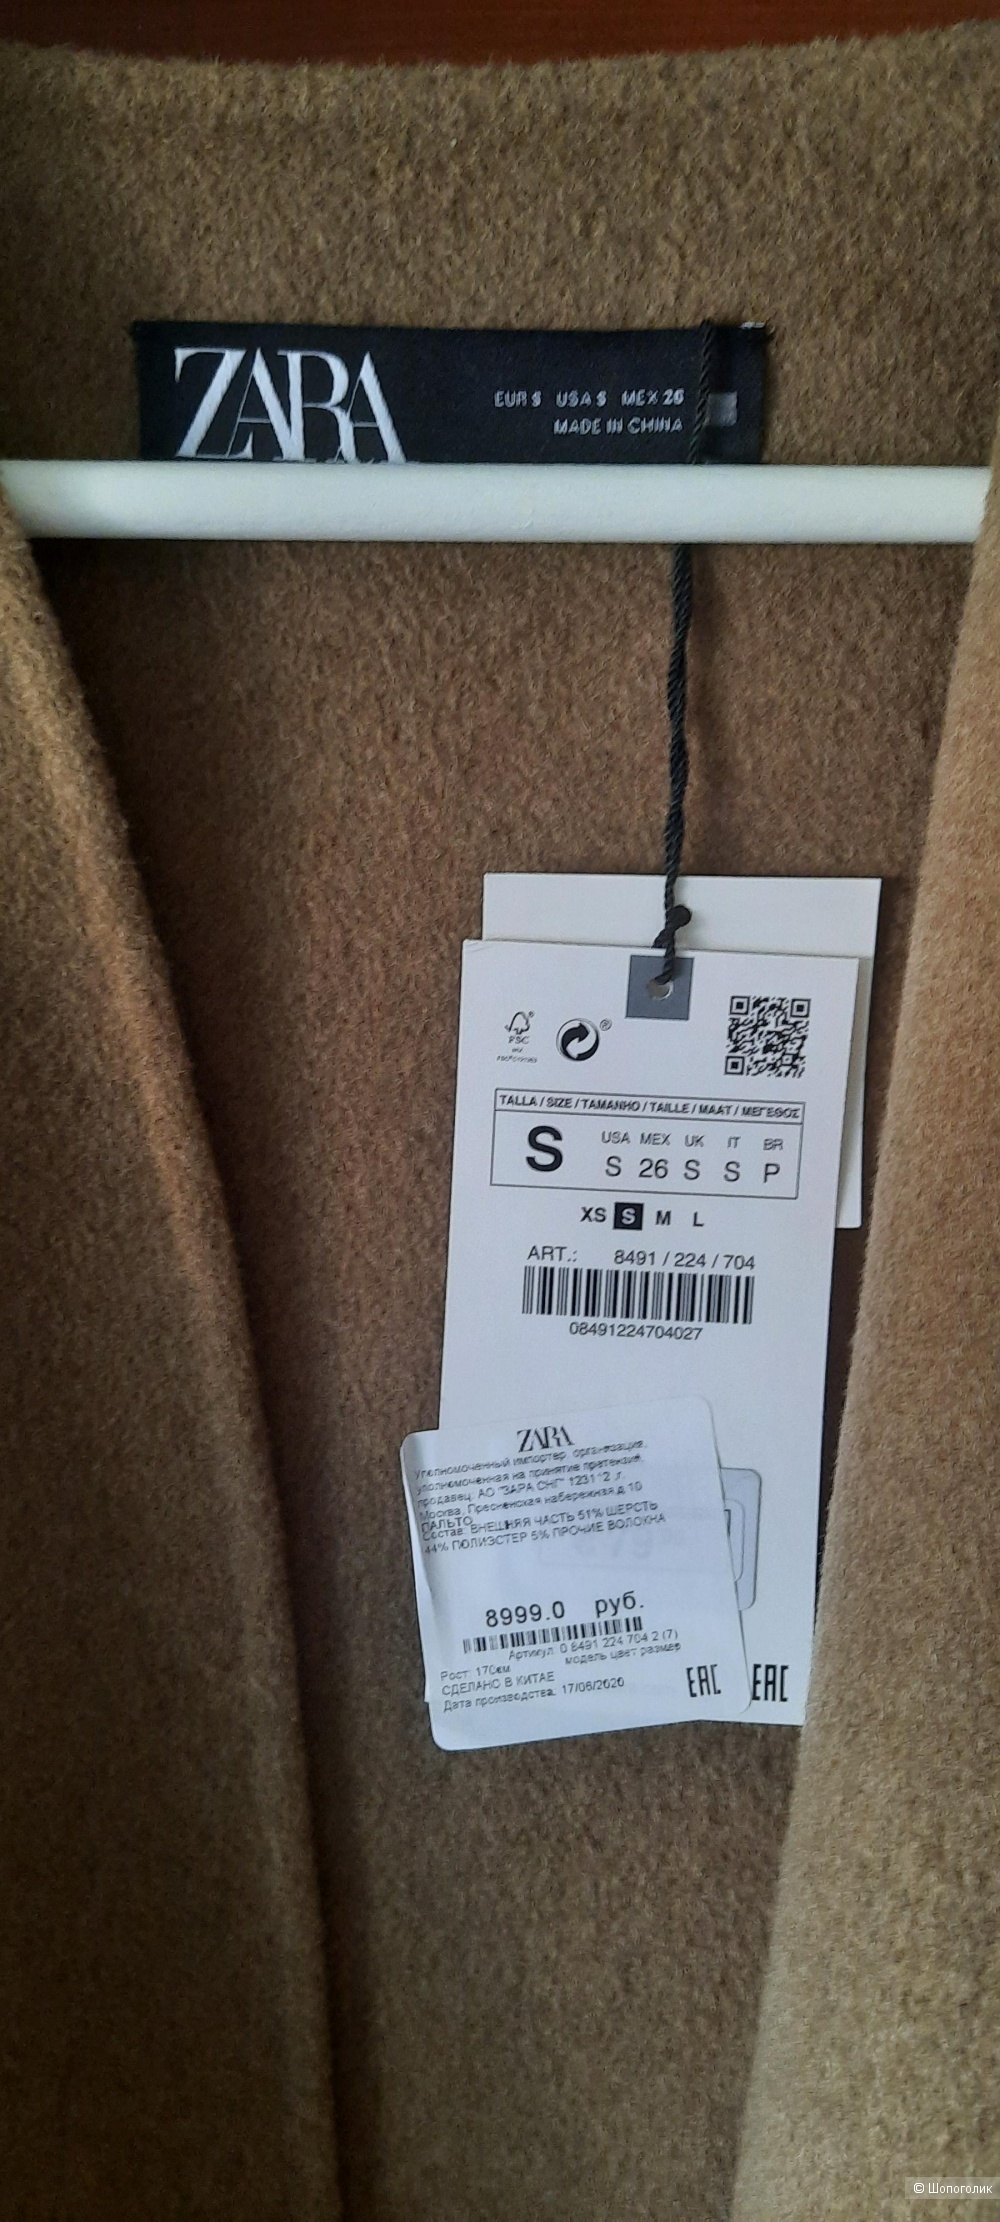 ZARA
EUR S USA S MEX 26
MADE IN CHINA
FSC
TALLA / SIZE / TAMANHO / TAILLE / MAAT / ΜΕΓΕΘΟΣ
S
USA MEX UK IT BR
S 26 S S P
XS S M L
ART.: 8491 / 224 / 704
08491224704027
ZARA
Уполномоченный импортер, организация,
уполномоченная на принятие претензий,
продавец: АО "ЗАРА СНГ" 123112 ,г.
Москва, Пресненская набережная,д 10
ПАЛЬТО
Состав: ВНЕШНЯЯ ЧАСТЬ 51% ШЕРСТЬ
44% ПОЛИЭСТЕР 5% ПРОЧИЕ ВОЛОКНА
8999.0 руб.
Артикул: 0 8491 224 704 2 (7)
модель цвет размер
Рост: 170см
СДЕЛАНО В КИТАЕ
Дата производства: 17/06/2020
EAC EAC
© Шопоголик